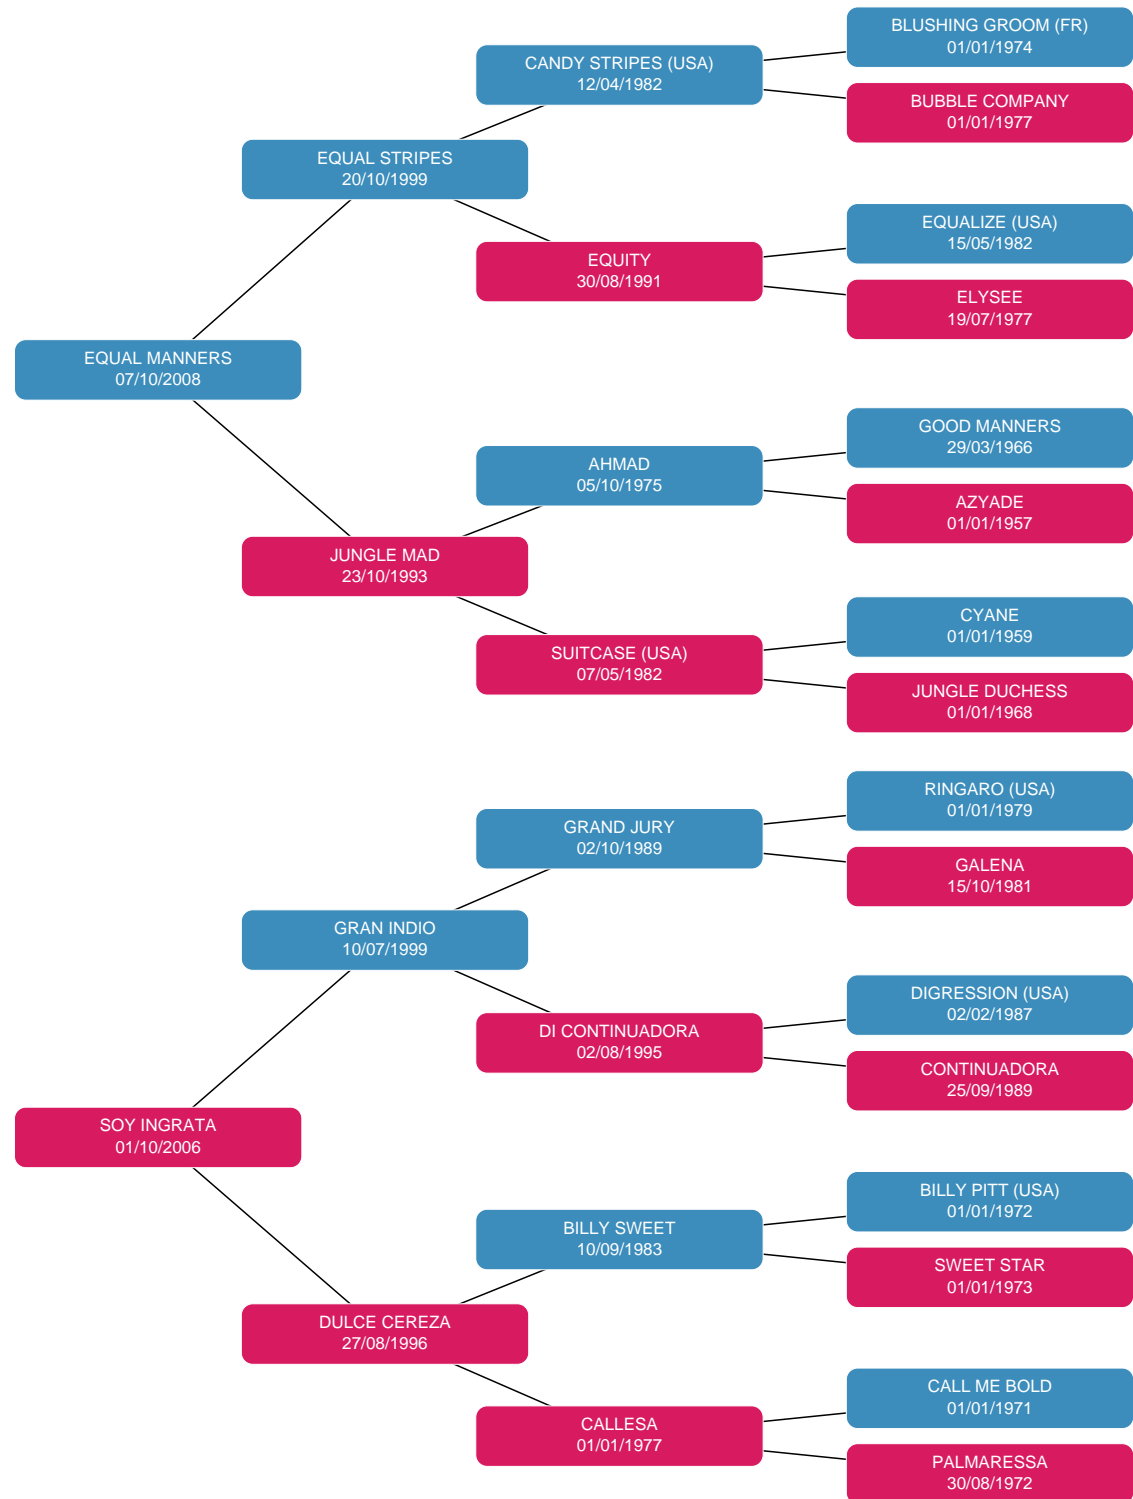 BLUSHING GROOM (FR)
01/01/1974
CANDY STRIPES (USA)
12/04/1982
BUBBLE COMPANY
01/01/1977
EQUAL STRIPES
20/10/1999
EQUALIZE (USA)
15/05/1982
EQUITY
30/08/1991
ELYSEE
19/07/1977
EQUAL MANNERS
07/10/2008
GOOD MANNERS
29/03/1966
AHMAD
05/10/1975
AZYADE
01/01/1957
JUNGLE MAD
23/10/1993
CYANE
01/01/1959
SUITCASE (USA)
07/05/1982
JUNGLE DUCHESS
01/01/1968
RINGARO (USA)
01/01/1979
GRAND JURY
02/10/1989
GALENA
15/10/1981
GRAN INDIO
10/07/1999
DIGRESSION (USA)
02/02/1987
DI CONTINUADORA
02/08/1995
CONTINUADORA
25/09/1989
SOY INGRATA
01/10/2006
BILLY PITT (USA)
01/01/1972
BILLY SWEET
10/09/1983
SWEET STAR
01/01/1973
DULCE CEREZA
27/08/1996
CALL ME BOLD
01/01/1971
CALLESA
01/01/1977
PALMARESSA
30/08/1972